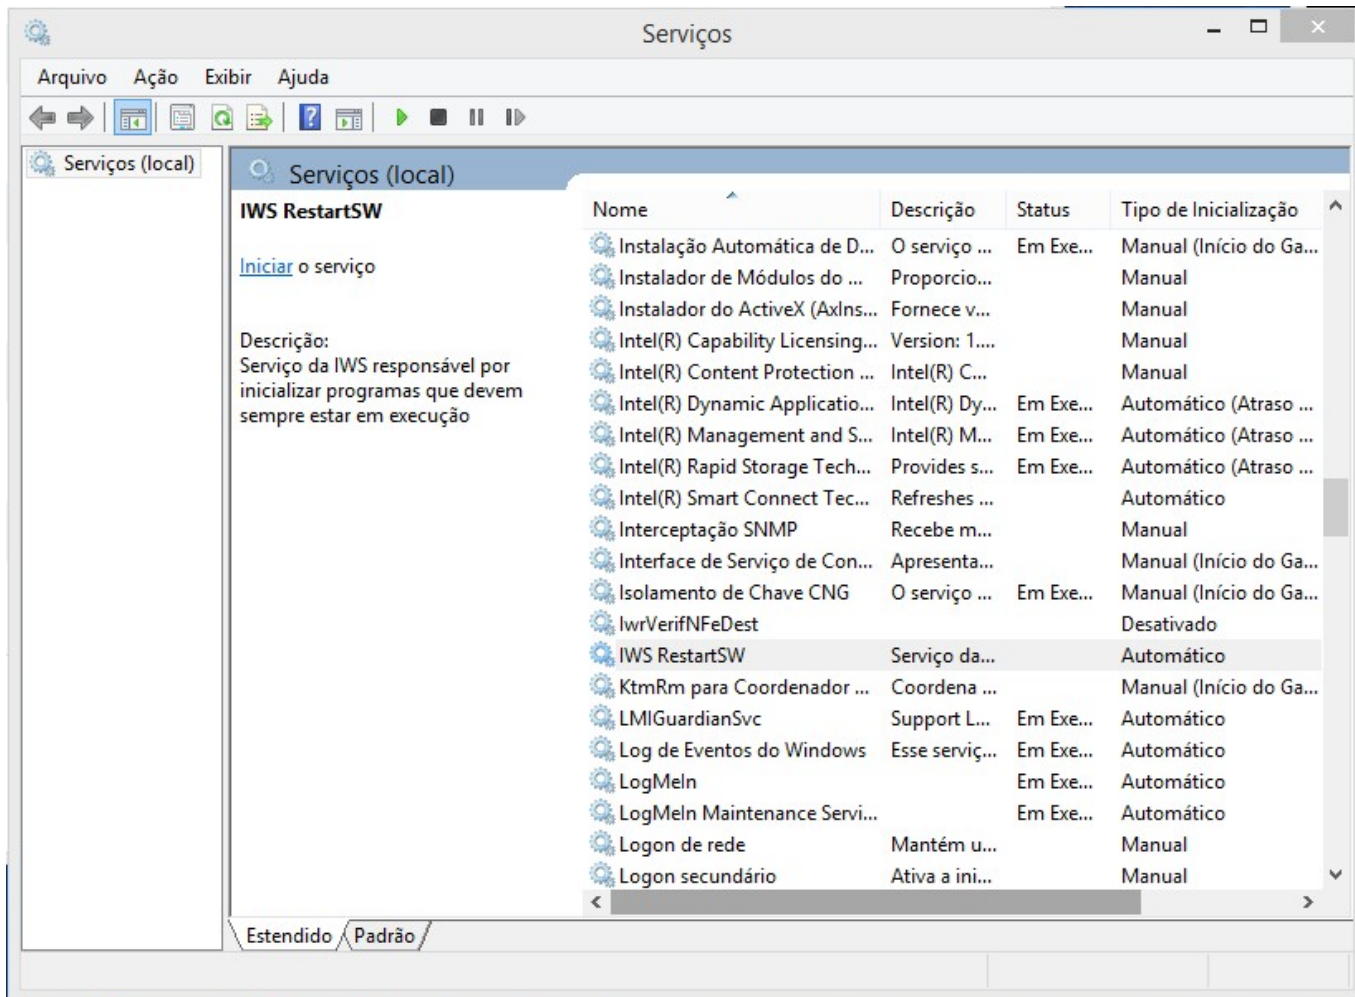 Serviços
Arquivo Ação Exibir Ajuda
Serviços (local)
Serviços (local)
IWS RestartSW
Iniciar o serviço
Descrição:
Serviço da IWS responsável por
inicializar programas que devem
sempre estar em execução
Nome Descrição Status Tipo de Inicialização
Instalação Automática de D... O serviço ... Em Exe... Manual (Início do Ga...
Instalador de Módulos do ... Proporcio... Manual
Instalador do ActiveX (AxIns... Fornece v... Manual
Intel(R) Capability Licensing... Version: 1.... Manual
Intel(R) Content Protection ... Intel(R) C... Manual
Intel(R) Dynamic Applicatio... Intel(R) Dy... Em Exe... Automático (Atraso ...
Intel(R) Management and S... Intel(R) M... Em Exe... Automático (Atraso ...
Intel(R) Rapid Storage Tech... Provides s... Em Exe... Automático (Atraso ...
Intel(R) Smart Connect Tec... Refreshes ... Automático
Interceptação SNMP Recebe m... Manual
Interface de Serviço de Con... Apresenta... Manual (Início do Ga...
Isolamento de Chave CNG O serviço ... Em Exe... Manual (Início do Ga...
IwrVerifNFeDest Desativado
IWS RestartSW Serviço da... Automático
KtmRm para Coordenador ... Coordena ... Manual (Início do Ga...
LMIGuardianSvc Support L... Em Exe... Automático
Log de Eventos do Windows Esse serviç... Em Exe... Automático
LogMeIn Em Exe... Automático
LogMeIn Maintenance Servi... Em Exe... Automático
Logon de rede Mantém u... Manual
Logon secundário Ativa a ini... Manual
Estendido Padrão